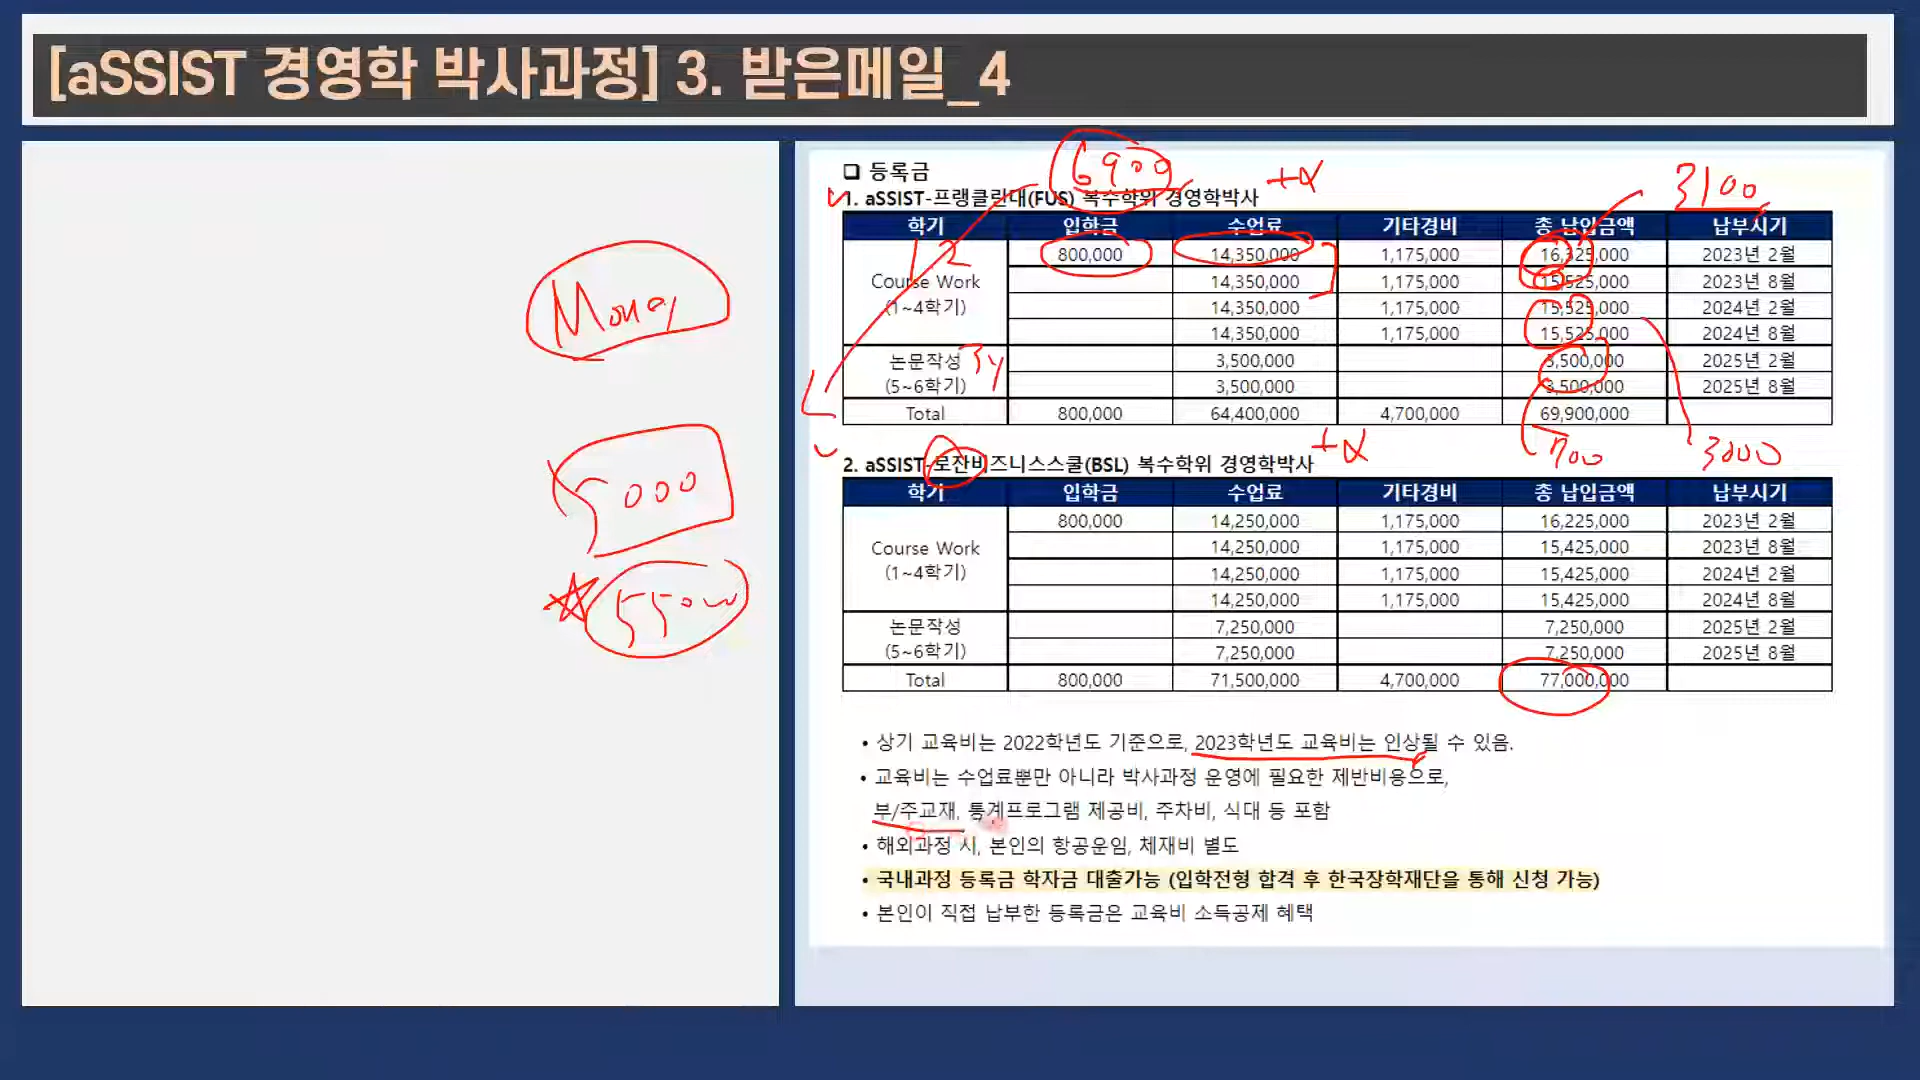 [aSSIST 경영학 박사과정] 3. 받은메일_4
Money
5000
5500
6900
+α
3100
❑ 등록금
1. aSSIST-프랭클린대(FUS) 복수학위 경영학박사
학기 입학금 수업료 기타경비 총 납입금액 납부시기
Course Work
(1~4학기)
800,000 14,350,000 1,175,000 16,325,000 2023년 2월
14,350,000 1,175,000 15,525,000 2023년 8월
14,350,000 1,175,000 15,525,000 2024년 2월
14,350,000 1,175,000 15,525,000 2024년 8월
논문작성
(5~6학기)
3,500,000 3,500,000 2025년 2월
3,500,000 3,500,000 2025년 8월
Total 800,000 64,400,000 4,700,000 69,900,000
+α
700
3000
2. aSSIST-로잔비즈니스스쿨(BSL) 복수학위 경영학박사
학기 입학금 수업료 기타경비 총 납입금액 납부시기
Course Work
(1~4학기)
800,000 14,250,000 1,175,000 16,225,000 2023년 2월
14,250,000 1,175,000 15,425,000 2023년 8월
14,250,000 1,175,000 15,425,000 2024년 2월
14,250,000 1,175,000 15,425,000 2024년 8월
논문작성
(5~6학기)
7,250,000 7,250,000 2025년 2월
7,250,000 7,250,000 2025년 8월
Total 800,000 71,500,000 4,700,000 77,000,000
• 상기 교육비는 2022학년도 기준으로, 2023학년도 교육비는 인상될 수 있음.
• 교육비는 수업료뿐만 아니라 박사과정 운영에 필요한 제반비용으로,
부/주교재, 통계프로그램 제공비, 주차비, 식대 등 포함
• 해외과정 시, 본인의 항공운임, 체재비 별도
• 국내과정 등록금 학자금 대출가능 (입학전형 합격 후 한국장학재단을 통해 신청 가능)
• 본인이 직접 납부한 등록금은 교육비 소득공제 혜택